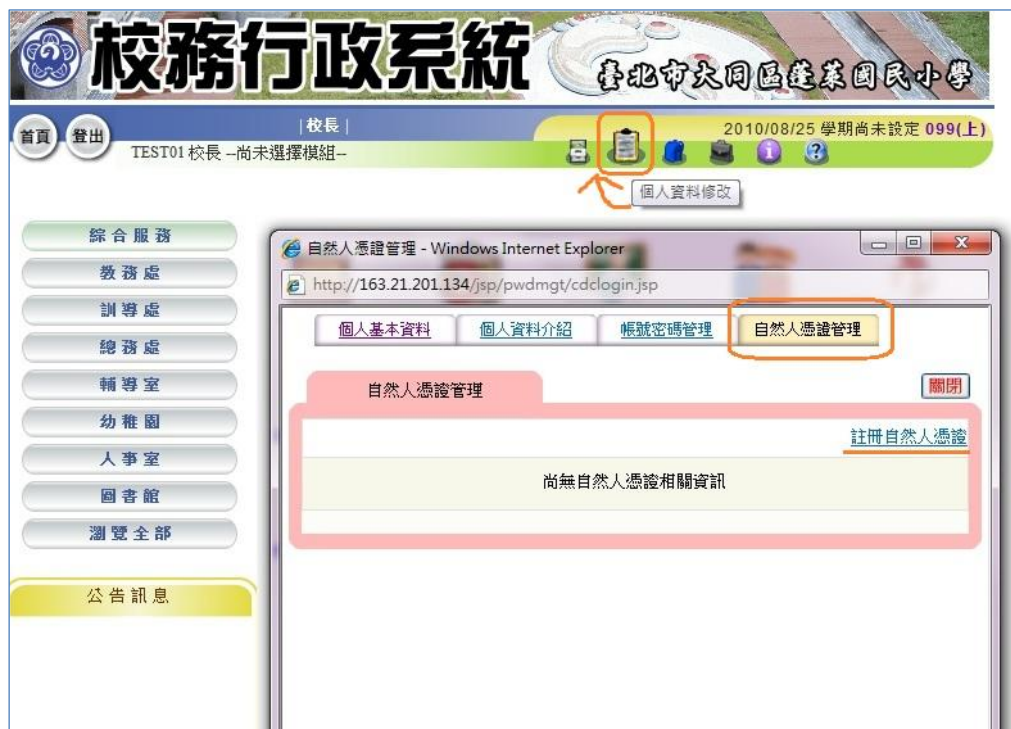 校務行政系統
臺北市大同區蓬萊國民小學
首頁 登出 |校長| 2010/08/25 學期尚未設定 099(上)
TEST01 校長 --尚未選擇模組--
個人資料修改
綜合服務
教務處
訓導處
總務處
輔導室
幼稚園
人事室
圖書館
瀏覽全部
公告訊息
自然人憑證管理 - Windows Internet Explorer
http://163.21.201.134/jsp/pwdmgt/cdclogin.jsp
個人基本資料 個人資料介紹 帳號密碼管理 自然人憑證管理
自然人憑證管理 關閉
註冊自然人憑證
尚無自然人憑證相關資訊